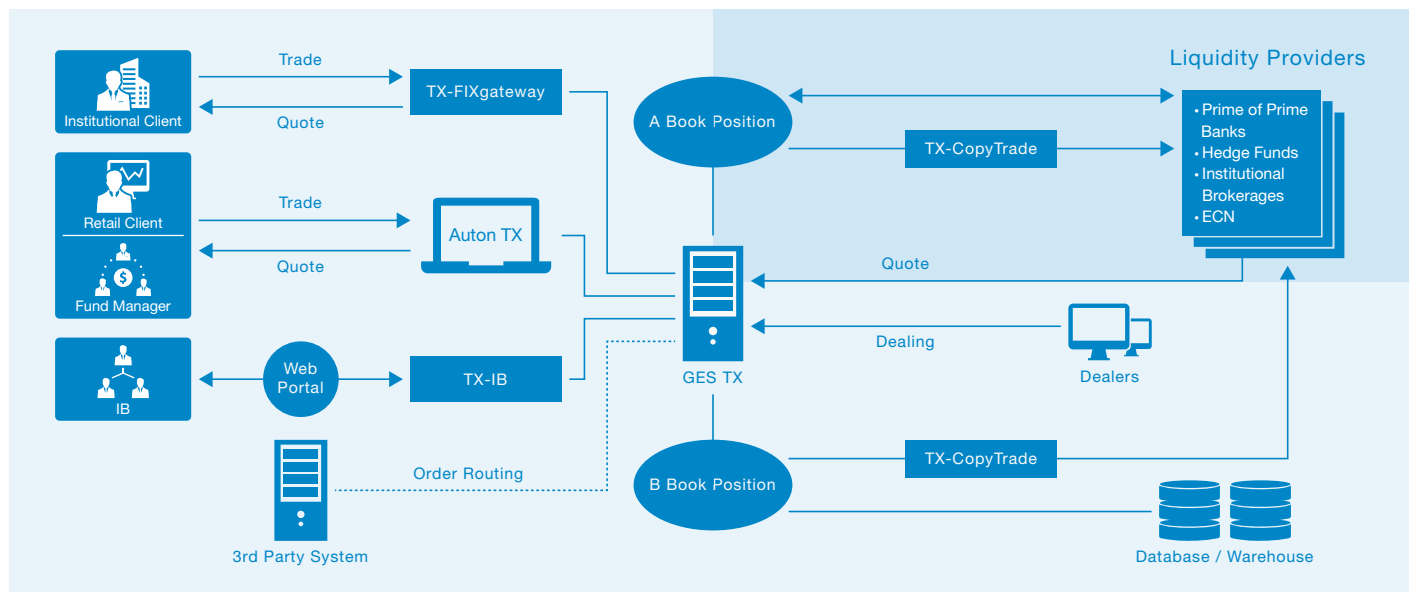 Institutional Client
Trade
Quote
TX-FIXgateway
Retail Client
Fund Manager
Trade
Quote
Auton TX
IB
Web
Portal
TX-IB
3rd Party System
Order Routing
A Book Position
TX-CopyTrade
Liquidity Providers
• Prime of Prime
Banks
• Hedge Funds
• Institutional
Brokerages
• ECN
$
GES TX
Quote
Dealing
Dealers
B Book Position
TX-CopyTrade
Database / Warehouse